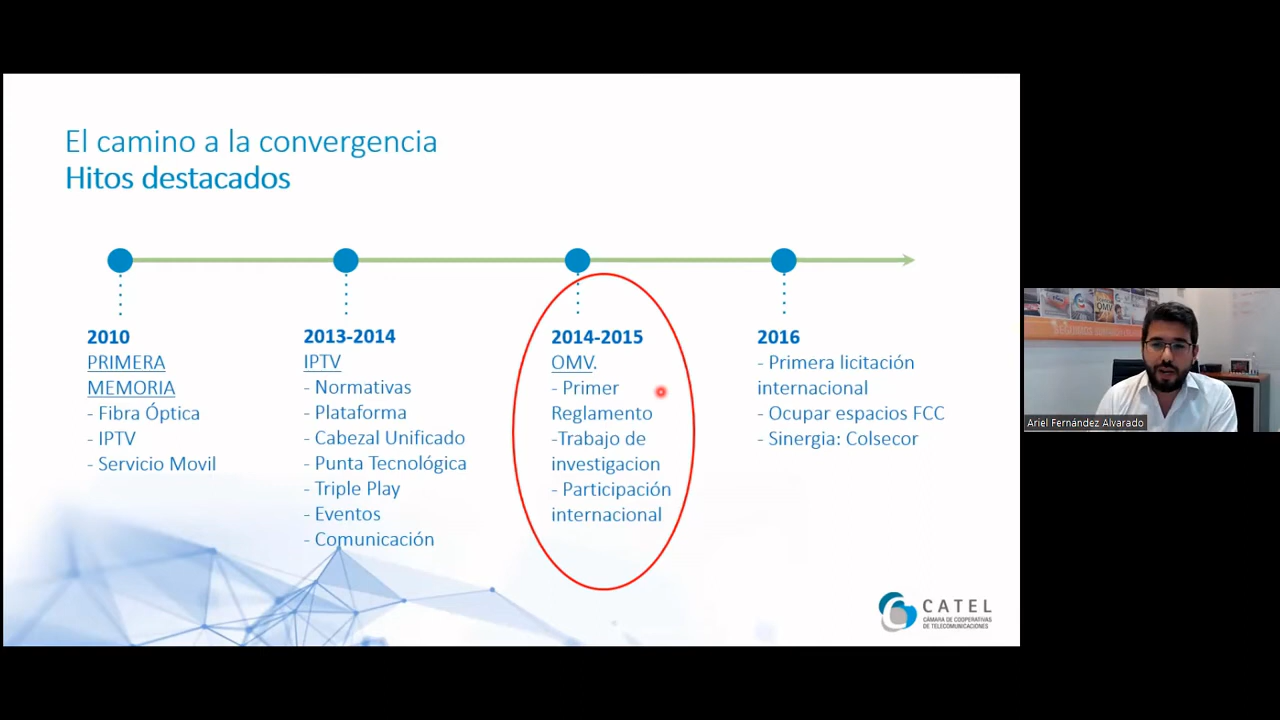 El camino a la convergencia
Hitos destacados
2010
PRIMERA
MEMORIA
- Fibra Óptica
- IPTV
- Servicio Movil
2013-2014
IPTV
- Normativas
- Plataforma
- Cabezal Unificado
- Punta Tecnológica
- Triple Play
- Eventos
- Comunicación
2014-2015
OMV.
- Primer
Reglamento
-Trabajo de
investigacion
- Participación
internacional
2016
- Primera licitación
internacional
- Ocupar espacios FCC
- Sinergia: Colsecor
CATEL
CÁMARA DE COOPERATIVAS
DE TELECOMUNICACIONES
OMV
Ariel Fernández Alvarado